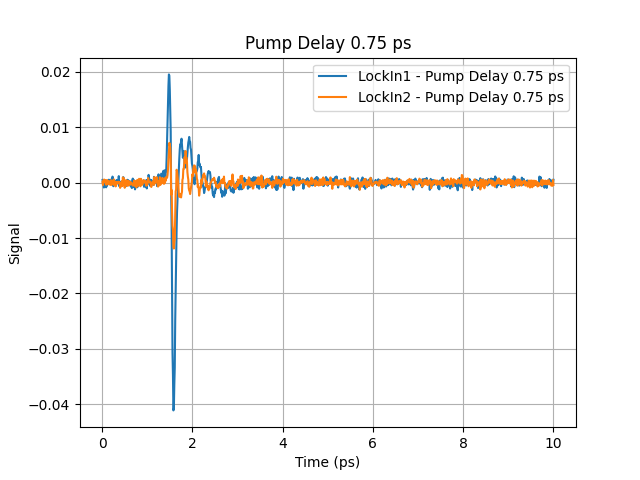 Pump Delay 0.75 ps
LockIn1 - Pump Delay 0.75 ps
LockIn2 - Pump Delay 0.75 ps
0.02
0.01
0.00
−0.01
−0.02
−0.03
−0.04
Signal
0 2 4 6 8 10
Time (ps)